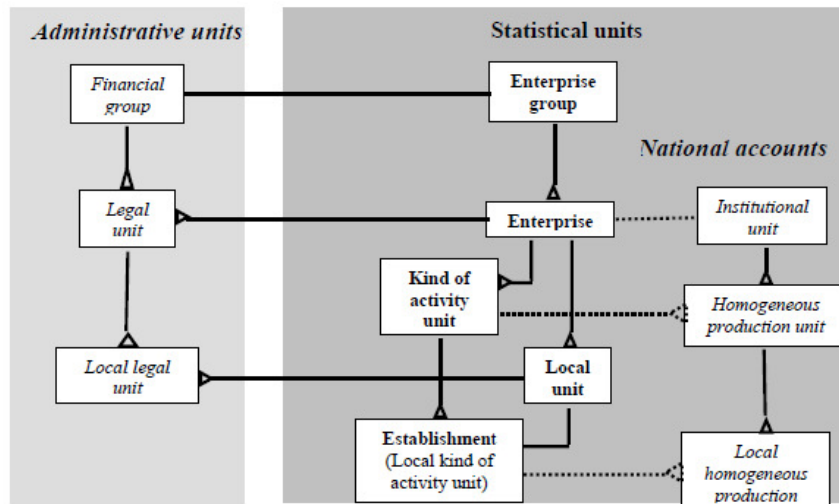 Administrative units
Statistical units
Financial
group
Enterprise
group
National accounts
Legal
unit
Enterprise
Institutional
unit
Kind of
activity
unit
Homogeneous
production unit
Local legal
unit
Local
unit
Establishment
(Local kind of
activity unit)
Local
homogeneous
production